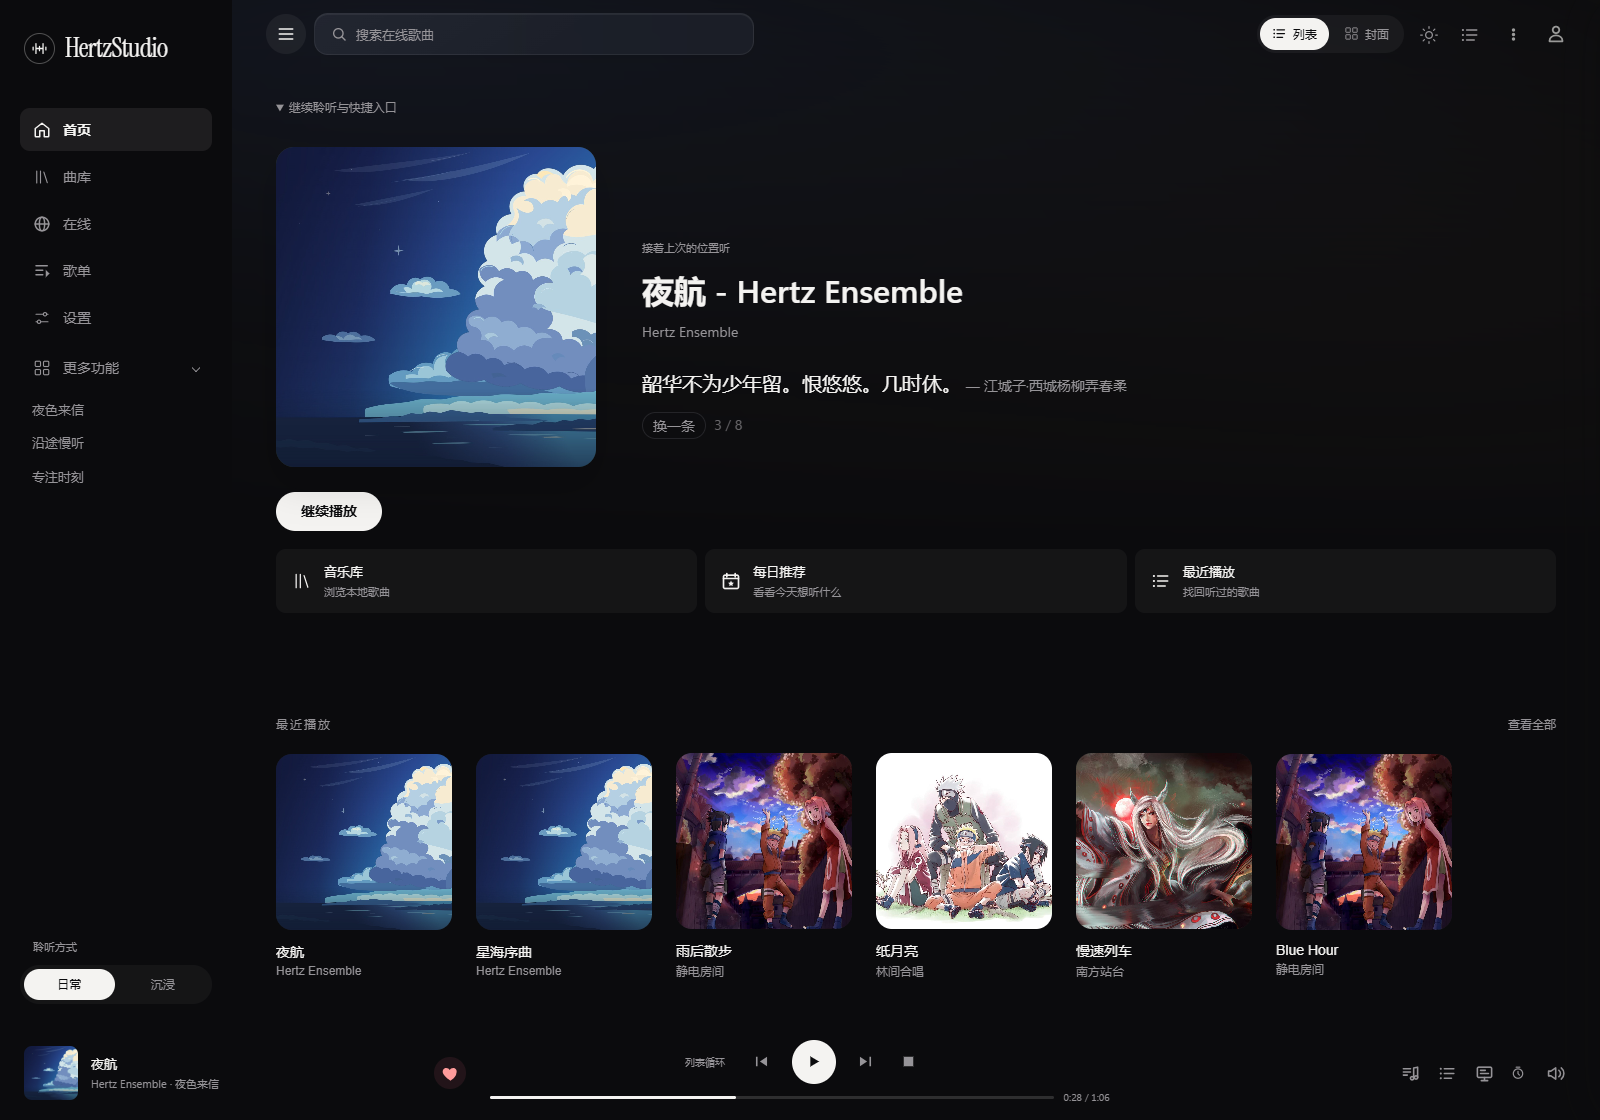 HertzStudio
搜索在线歌曲
列表
封面
首页
曲库
在线
歌单
设置
更多功能
夜色来信
沿途慢听
专注时刻
继续聆听与快捷入口
接着上次的位置听
夜航 - Hertz Ensemble
Hertz Ensemble
韶华不为少年留。恨悠悠。几时休。 — 江城子·西城杨柳弄春柔
换一条 3 / 8
继续播放
音乐库
浏览本地歌曲
每日推荐
看看今天想听什么
最近播放
找回听过的歌曲
最近播放
查看全部
夜航
Hertz Ensemble
星海序曲
Hertz Ensemble
雨后散步
静电房间
纸月亮
林间合唱
慢速列车
南方站台
Blue Hour
静电房间
聆听方式
日常
沉浸
夜航
Hertz Ensemble · 夜色来信
列表循环
0:28 / 1:06